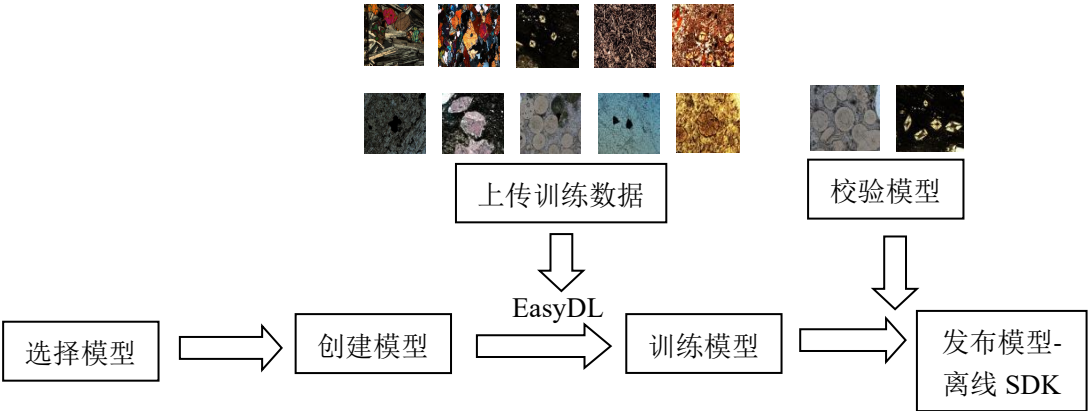 上传训练数据
校验模型
EasyDL
选择模型
创建模型
训练模型
发布模型-
离线 SDK